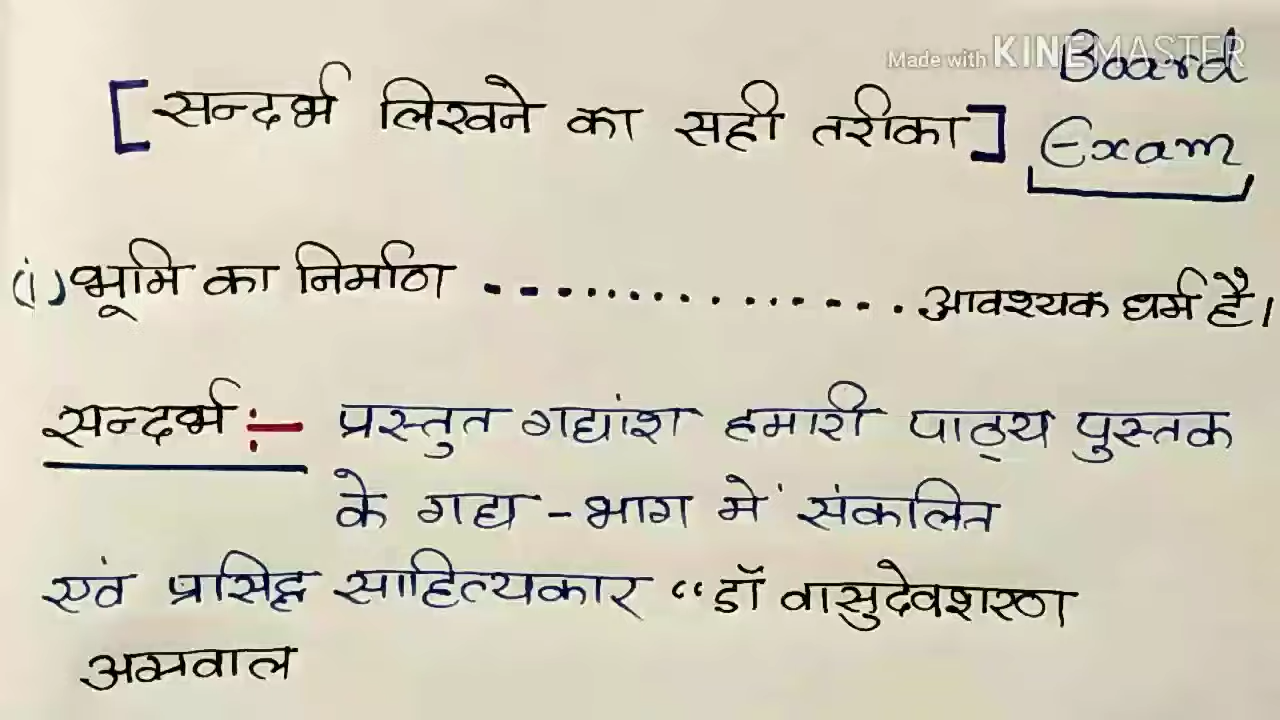 Made with KINEMASTER
Board
[सन्दर्भ लिखने का सही तरीका] Exam
(i) भूमि का निर्माण ................ आवश्यक धर्म है।
सन्दर्भ :- प्रस्तुत गद्यांश हमारी पाठ्य पुस्तक
के गद्य - भाग में संकलित
एवं प्रसिद्ध साहित्यकार “डॉ वासुदेवशरण
अग्रवाल